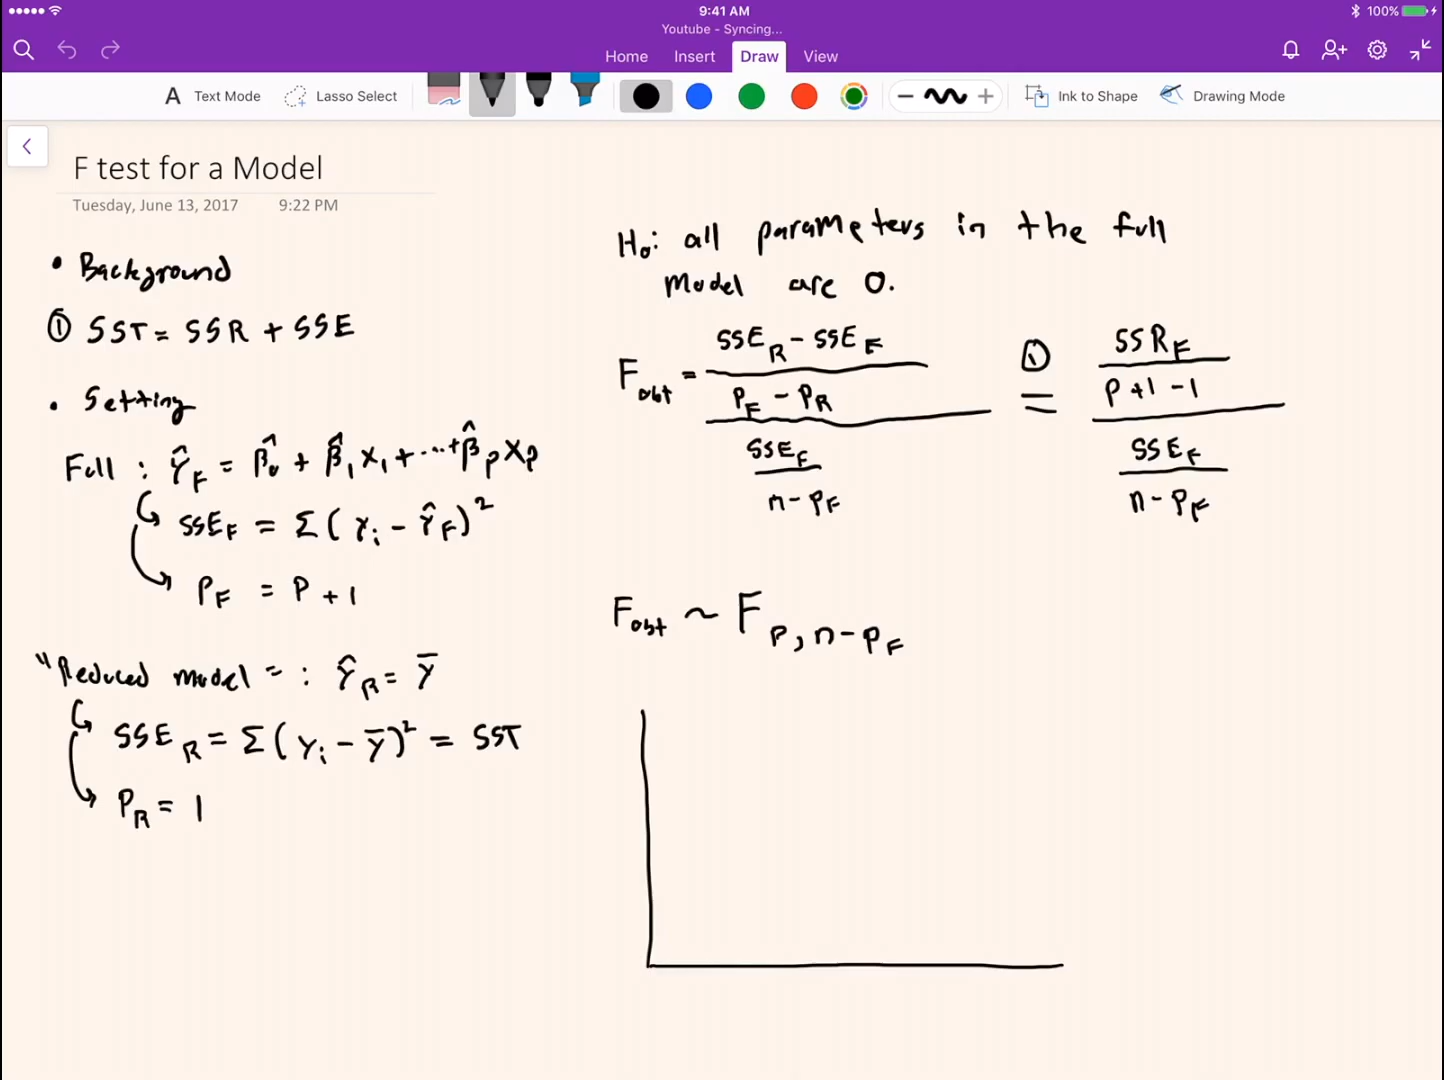 9:41 AM
100%
Youtube - Syncing...
Home Insert Draw View
A Text Mode Lasso Select Ink to Shape Drawing Mode
F test for a Model
Tuesday, June 13, 2017 9:22 PM
• Background
① SST = SSR + SSE
• Setting
Full : Ŷ_F = β̂₀ + β̂₁ X₁ + ... + β̂_p X_p
↳ SSE_F = Σ ( Y_i - Ŷ_F )²
↳ P_F = P + 1
"Reduced model = : Ŷ_R = Ȳ
↳ SSE_R = Σ ( Y_i - Ȳ )² = SST
↳ P_R = 1
H₀: all parameters in the full
model are 0.
F_obt = ((SSE_R - SSE_F) / (P_F - P_R)) / (SSE_F / (n - P_F)) ①= (SSR_F / (P + 1 - 1)) / (SSE_F / (n - P_F))
F_obt ~ F_P, n - P_F